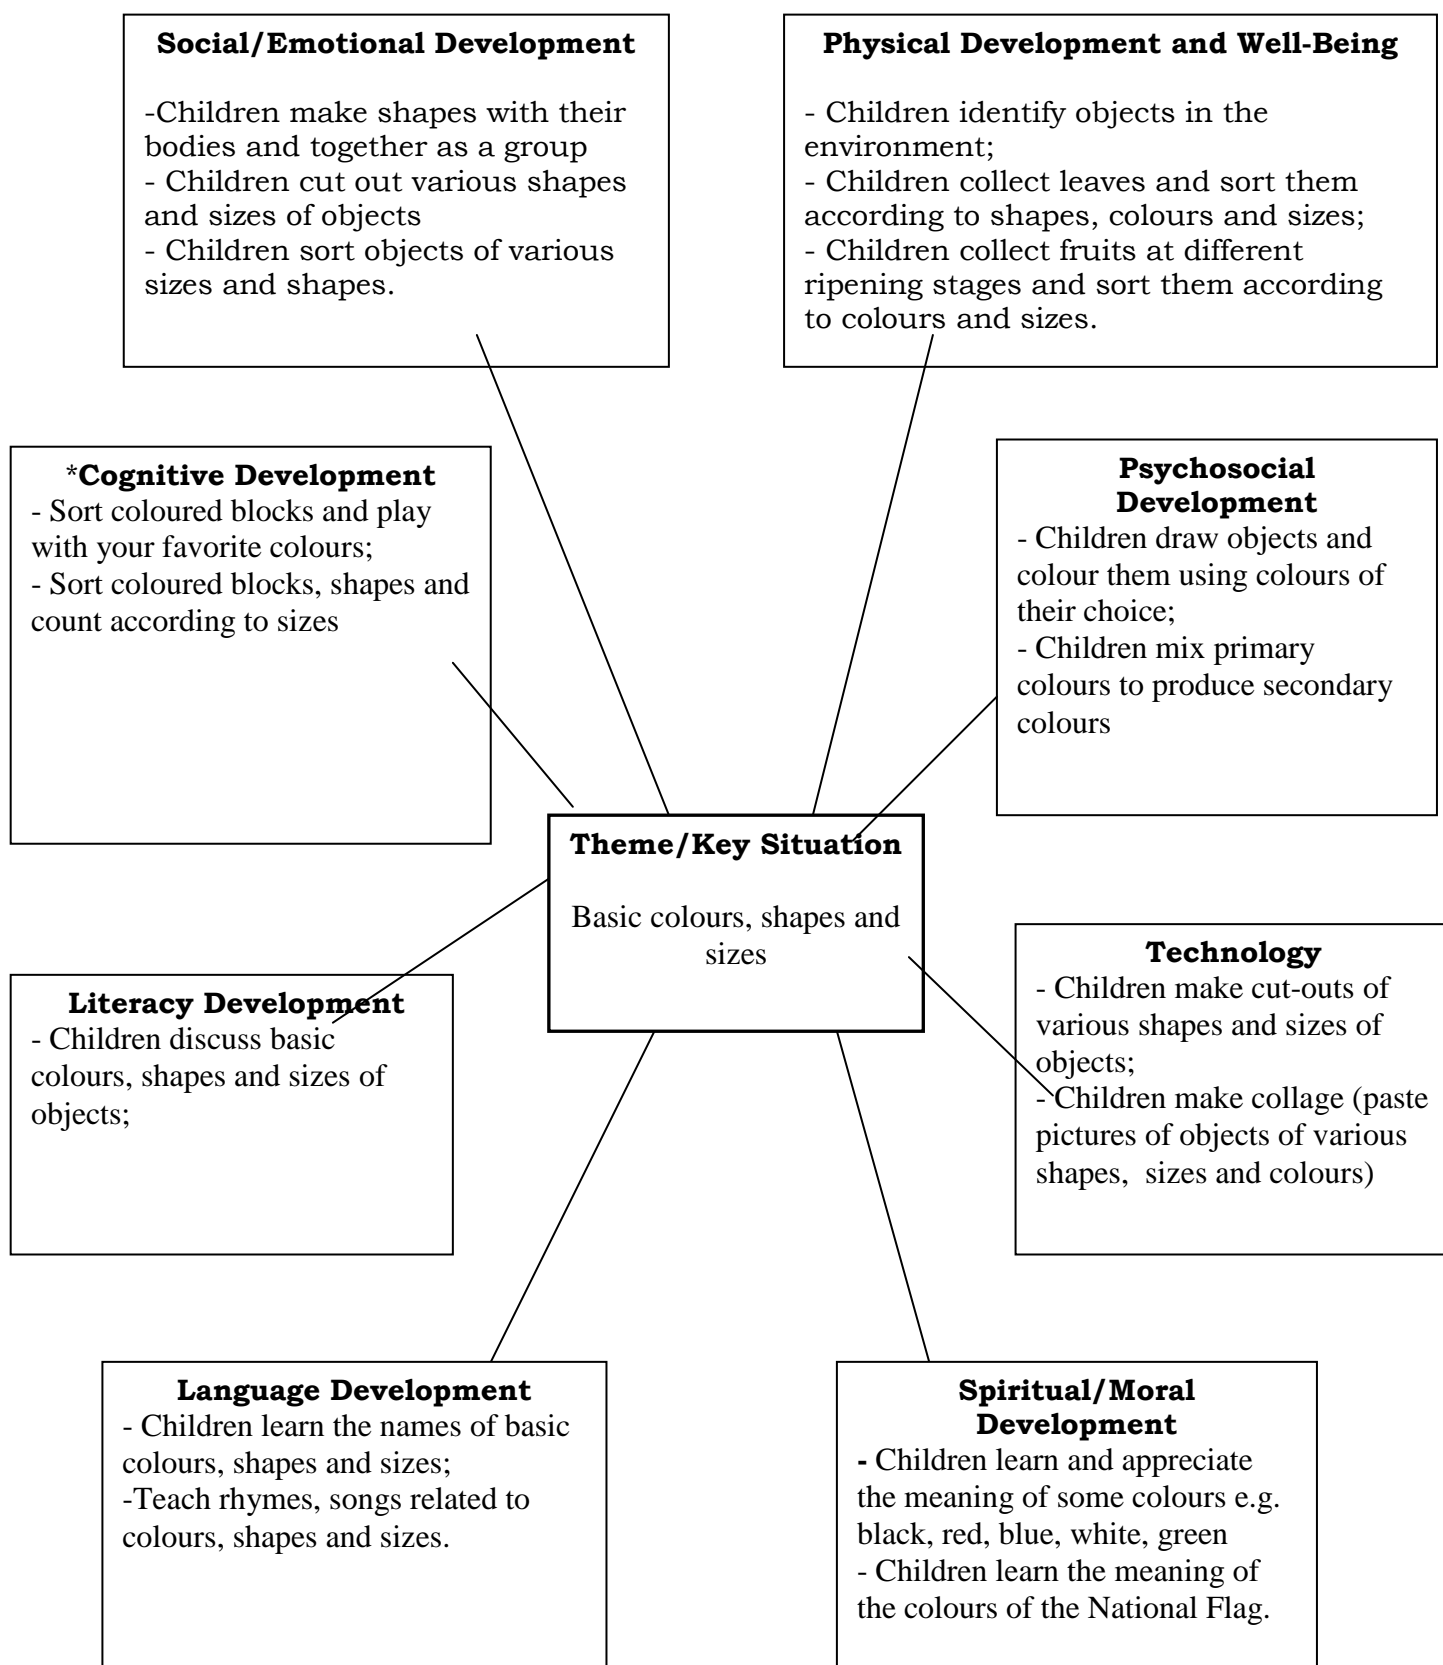 Social/Emotional Development
-Children make shapes with their
bodies and together as a group
- Children cut out various shapes
and sizes of objects
- Children sort objects of various
sizes and shapes.
Physical Development and Well-Being
- Children identify objects in the
environment;
- Children collect leaves and sort them
according to shapes, colours and sizes;
- Children collect fruits at different
ripening stages and sort them according
to colours and sizes.
*Cognitive Development
- Sort coloured blocks and play
with your favorite colours;
- Sort coloured blocks, shapes and
count according to sizes
Psychosocial
Development
- Children draw objects and
colour them using colours of
their choice;
- Children mix primary
colours to produce secondary
colours
Theme/Key Situation
Basic colours, shapes and
sizes
Literacy Development
- Children discuss basic
colours, shapes and sizes of
objects;
Technology
- Children make cut-outs of
various shapes and sizes of
objects;
- Children make collage (paste
pictures of objects of various
shapes,  sizes and colours)
Language Development
- Children learn the names of basic
colours, shapes and sizes;
-Teach rhymes, songs related to
colours, shapes and sizes.
Spiritual/Moral
Development
- Children learn and appreciate
the meaning of some colours e.g.
black, red, blue, white, green
- Children learn the meaning of
the colours of the National Flag.